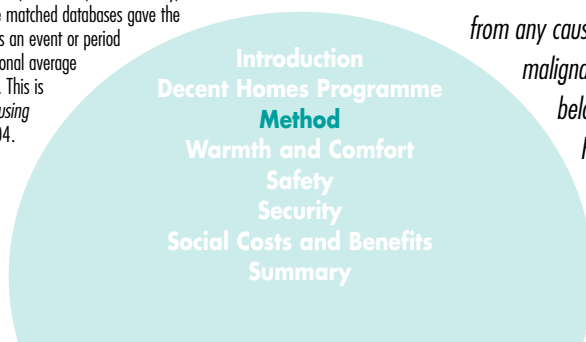 e matched databases gave the
s an event or period
onal average
. This is
using
04.
from any caus
maligna
bel
Introduction
Decent Homes Programme
Method
Warmth and Comfort
Safety
Security
Social Costs and Benefits
Summary